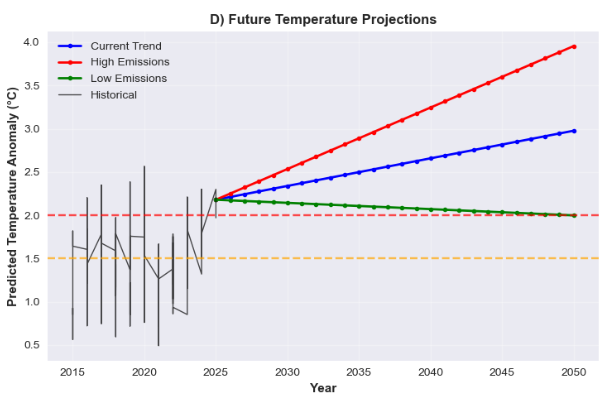 D) Future Temperature Projections
Predicted Temperature Anomaly (°C)
4.0
3.5
3.0
2.5
2.0
1.5
1.0
0.5
Current Trend
High Emissions
Low Emissions
Historical
2015 2020 2025 2030 2035 2040 2045 2050
Year